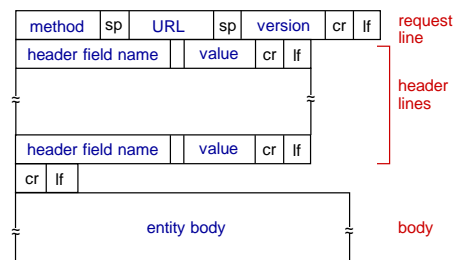 method sp URL sp version cr lf request line
header field name value cr lf
header lines
header field name value cr lf
cr lf
entity body body